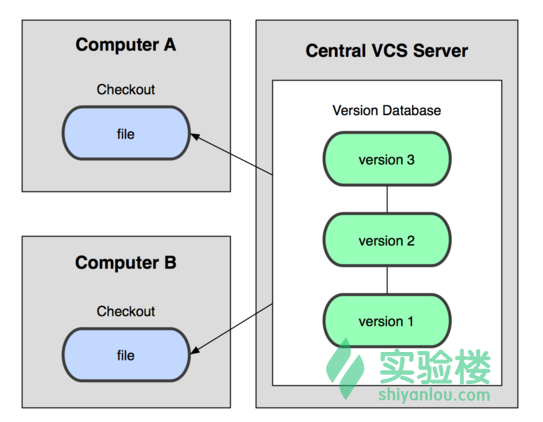 Computer A
Checkout
file
Computer B
Checkout
file
Central VCS Server
Version Database
version 3
version 2
version 1
实验楼
shiyanlou.com